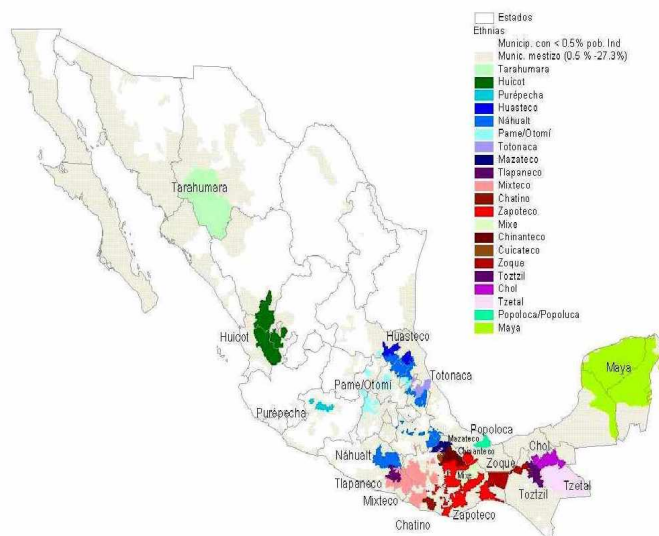 Estados
Ethnias
Municip. con < 0.5% pob. Ind
Munic. mestizo (0.5 % -27.3%)
Tarahumara
Huicot
Purépecha
Huasteco
Náhualt
Pame/Otomí
Totonaca
Mazateco
Tlapaneco
Mixteco
Chatino
Zapoteco
Mixe
Chinanteco
Cuicateco
Zoque
Toztzil
Chol
Tzetal
Popoloca/Popoluca
Maya
Tarahumara
Huicot
Huasteco
Maya
Pame/Otomí
Totonaca
Purépecha
Popoloca
Náhualt
Mazateco
Chinanteco
Chol
Zoque
Tlapaneco
Mixe
Mixteco
Toztzil
Tzetal
Chatino
Zapoteco